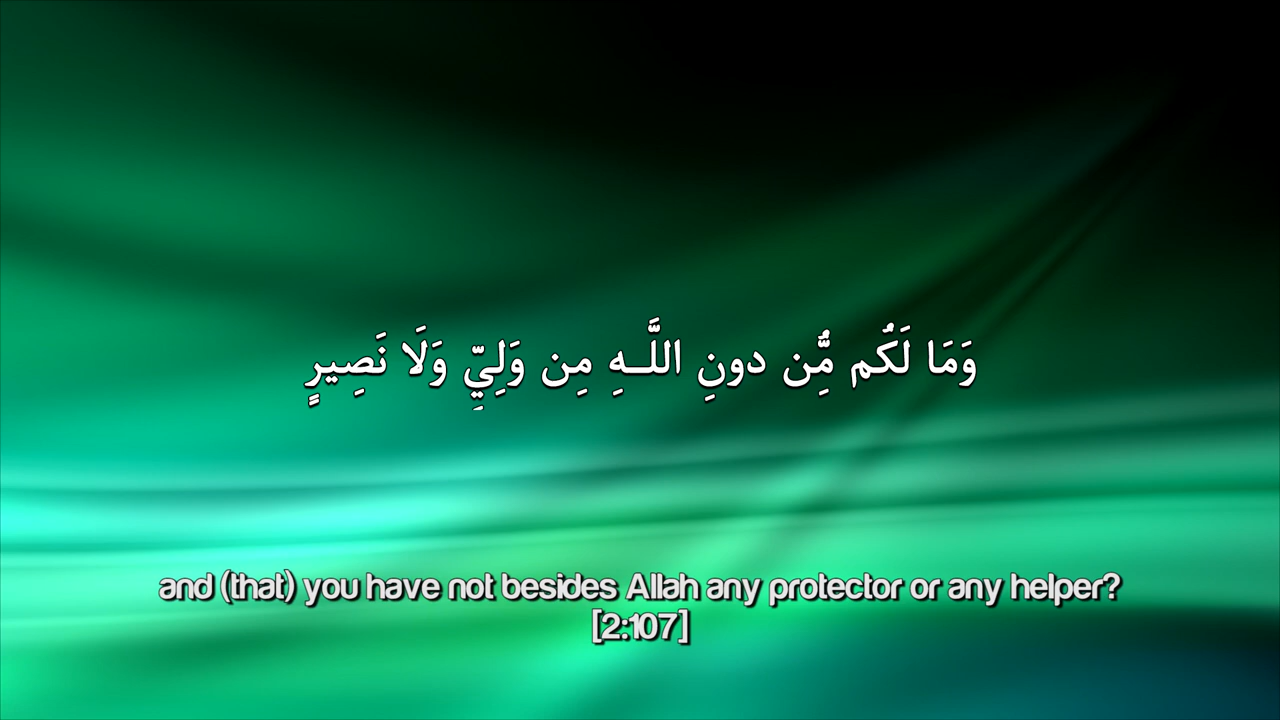 وَمَا لَكُم مِّن دونِ اللَّـهِ مِن وَلِيٍّ وَلَا نَصِيرٍ
and (that) you have not besides Allah any protector or any helper?
[2:107]